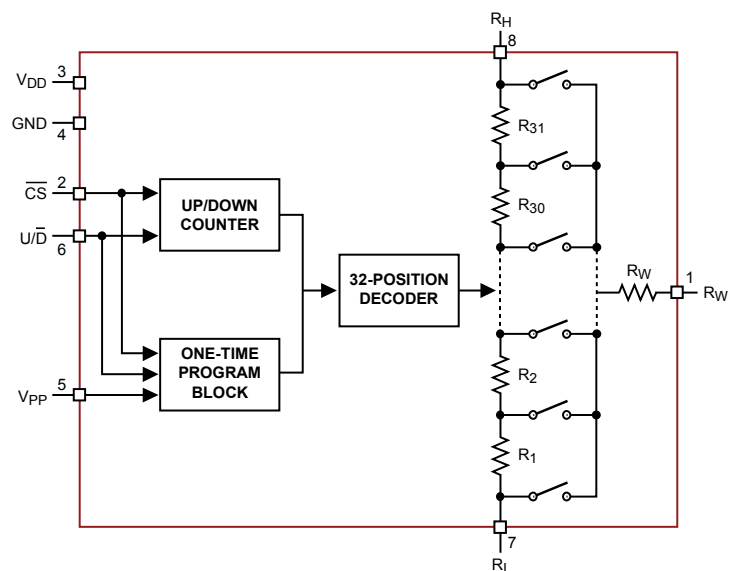 R_H
8
3
V_DD
GND
4
2
C̅S̅
U/D̅
6
5
V_PP
UP/DOWN
COUNTER
ONE-TIME
PROGRAM
BLOCK
32-POSITION
DECODER
R_31
R_30
R_2
R_1
R_W
1
R_W
7
R_L